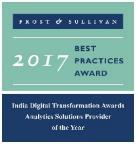 FROST & SULLIVAN
2017 BEST
PRACTICES
AWARD
India Digital Transformation Awards
Analytics Solutions Provider
of the Year